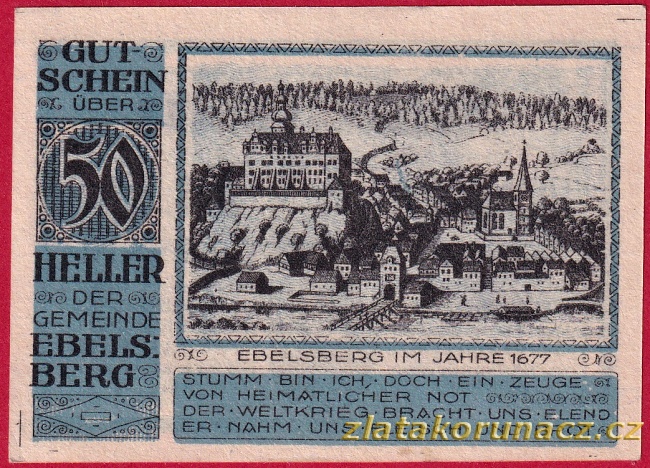 GUT-
SCHEIN
ÜBER
50
HELLER
DER
GEMEINDE
EBELS-
BERG
EBELSBERG IM JAHRE 1677
STUMM · BIN · ICH, · DOCH · EIN · ZEUGE
VON · HEIMATLICHER · NOT
DER · WELTKRIEG · BRACHT · UNS · ELEND
ER · NAHM · UNS
zlatakorunacz.cz